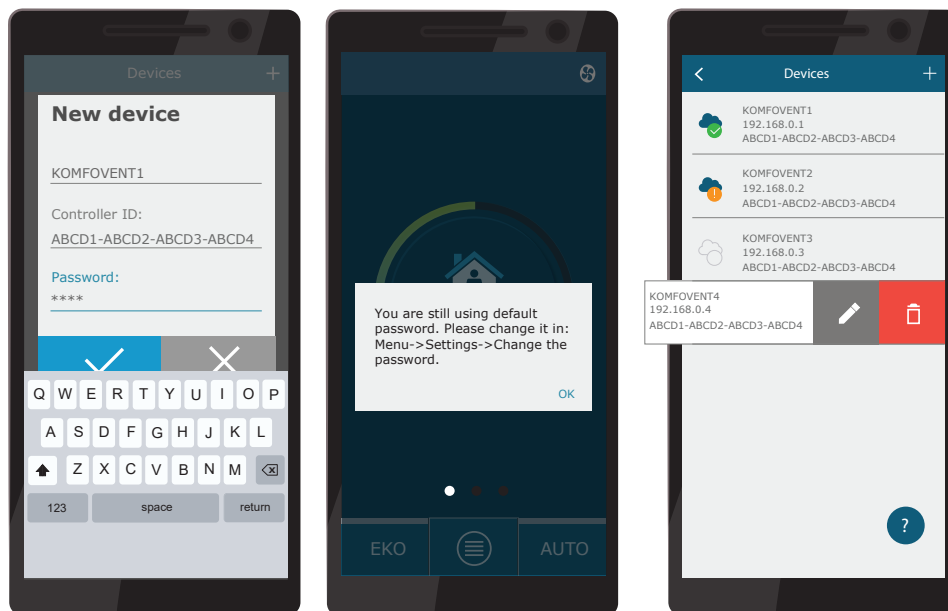 Devices +
New device
KOMFOVENT1
Controller ID:
ABCD1-ABCD2-ABCD3-ABCD4
Password:
****
Q W E R T Y U I O P
A S D F G H J K L
Z X C V B N M
123 space return
You are still using default
password. Please change it in:
Menu->Settings->Change the
password.
OK
EKO AUTO
Devices +
KOMFOVENT1
192.168.0.1
ABCD1-ABCD2-ABCD3-ABCD4
KOMFOVENT2
192.168.0.2
ABCD1-ABCD2-ABCD3-ABCD4
KOMFOVENT3
192.168.0.3
ABCD1-ABCD2-ABCD3-ABCD4
KOMFOVENT4
192.168.0.4
ABCD1-ABCD2-ABCD3-ABCD4
?